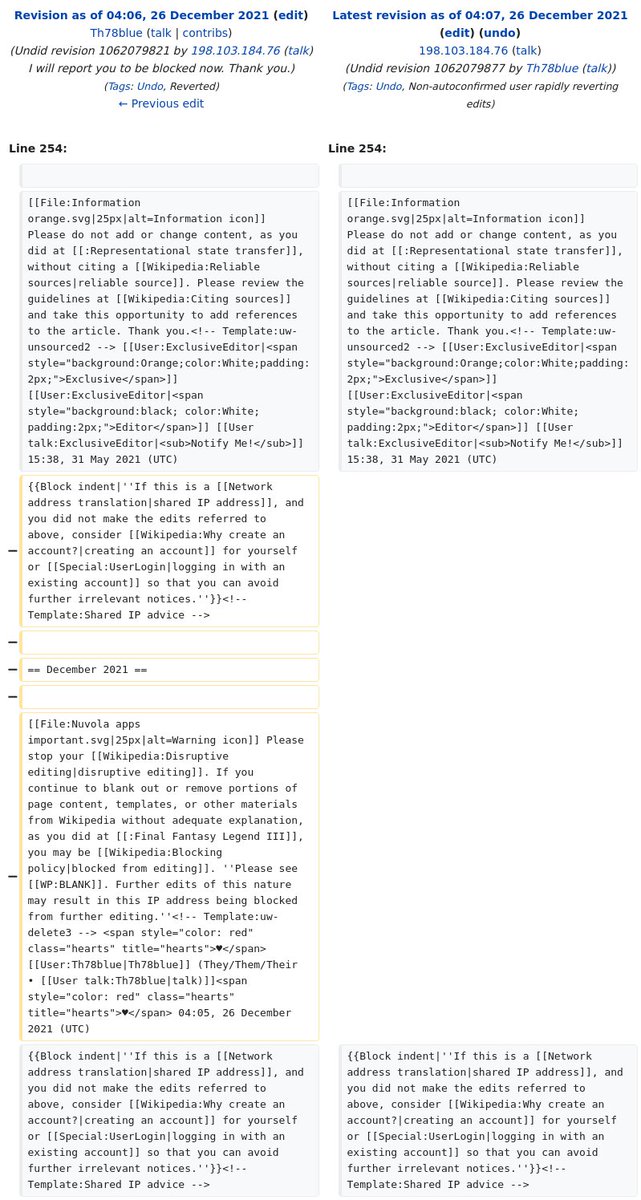 Revision as of 04:06, 26 December 2021 (edit)
Th78blue (talk | contribs)
(Undid revision 1062079821 by 198.103.184.76 (talk)
I will report you to be blocked now. Thank you.)
(Tags: Undo, Reverted)
← Previous edit
Latest revision as of 04:07, 26 December 2021
(edit) (undo)
198.103.184.76 (talk)
(Undid revision 1062079877 by Th78blue (talk))
(Tags: Undo, Non-autoconfirmed user rapidly reverting
edits)
Line 254:
Line 254:
[[File:Information
orange.svg|25px|alt=Information icon]]
Please do not add or change content, as you
did at [[:Representational state transfer]],
without citing a [[Wikipedia:Reliable
sources|reliable source]]. Please review the
guidelines at [[Wikipedia:Citing sources]]
and take this opportunity to add references
to the article. Thank you.<!-- Template:uw-
unsourced2 --> [[User:ExclusiveEditor|<span
style="background:Orange;color:White;padding:
2px;">Exclusive</span>]]
[[User:ExclusiveEditor|<span
style="background:black; color:White;
padding:2px;">Editor</span>]] [[User
talk:ExclusiveEditor|<sub>Notify Me!</sub>]]
15:38, 31 May 2021 (UTC)
[[File:Information
orange.svg|25px|alt=Information icon]]
Please do not add or change content, as you
did at [[:Representational state transfer]],
without citing a [[Wikipedia:Reliable
sources|reliable source]]. Please review the
guidelines at [[Wikipedia:Citing sources]]
and take this opportunity to add references
to the article. Thank you.<!-- Template:uw-
unsourced2 --> [[User:ExclusiveEditor|<span
style="background:Orange;color:White;padding:
2px;">Exclusive</span>]]
[[User:ExclusiveEditor|<span
style="background:black; color:White;
padding:2px;">Editor</span>]] [[User
talk:ExclusiveEditor|<sub>Notify Me!</sub>]]
15:38, 31 May 2021 (UTC)
{{Block indent|''If this is a [[Network
address translation|shared IP address]], and
you did not make the edits referred to
above, consider [[Wikipedia:Why create an
account?|creating an account]] for yourself
or [[Special:UserLogin|logging in with an
existing account]] so that you can avoid
further irrelevant notices.''}}<!--
Template:Shared IP advice -->
== December 2021 ==
[[File:Nuvola apps
important.svg|25px|alt=Warning icon]] Please
stop your [[Wikipedia:Disruptive
editing|disruptive editing]]. If you
continue to blank out or remove portions of
page content, templates, or other materials
from Wikipedia without adequate explanation,
as you did at [[:Final Fantasy Legend III]],
you may be [[Wikipedia:Blocking
policy|blocked from editing]]. ''Please see
[[WP:BLANK]]. Further edits of this nature
may result in this IP address being blocked
from further editing.''<!-- Template:uw-
delete3 --> <span style="color: red"
class="hearts" title="hearts">♥</span>
[[User:Th78blue|Th78blue]] (They/Them/Their
• [[User talk:Th78blue|talk)]]<span
style="color: red" class="hearts"
title="hearts">♥</span> 04:05, 26 December
2021 (UTC)
{{Block indent|''If this is a [[Network
address translation|shared IP address]], and
you did not make the edits referred to
above, consider [[Wikipedia:Why create an
account?|creating an account]] for yourself
or [[Special:UserLogin|logging in with an
existing account]] so that you can avoid
further irrelevant notices.''}}<!--
Template:Shared IP advice -->
{{Block indent|''If this is a [[Network
address translation|shared IP address]], and
you did not make the edits referred to
above, consider [[Wikipedia:Why create an
account?|creating an account]] for yourself
or [[Special:UserLogin|logging in with an
existing account]] so that you can avoid
further irrelevant notices.''}}<!--
Template:Shared IP advice -->